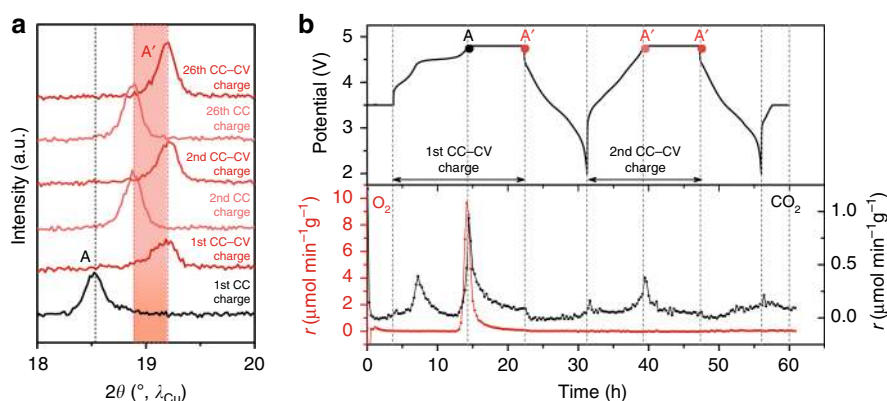 a
Intensity (a.u.)
A′
26th CC–CV
charge
26th CC
charge
2nd CC–CV
charge
2nd CC
charge
1st CC–CV
charge
A
1st CC
charge
18 19 20
2θ (°, λCu)
b
Potential (V)
5
4
3
2
A A′ A′ A′
1st CC–CV
charge
2nd CC–CV
charge
r (μmol min−1g−1)
10
8
6
4
2
0
O2
CO2
1.0
0.5
0.0
r (μmol min−1g−1)
0 10 20 30 40 50 60
Time (h)